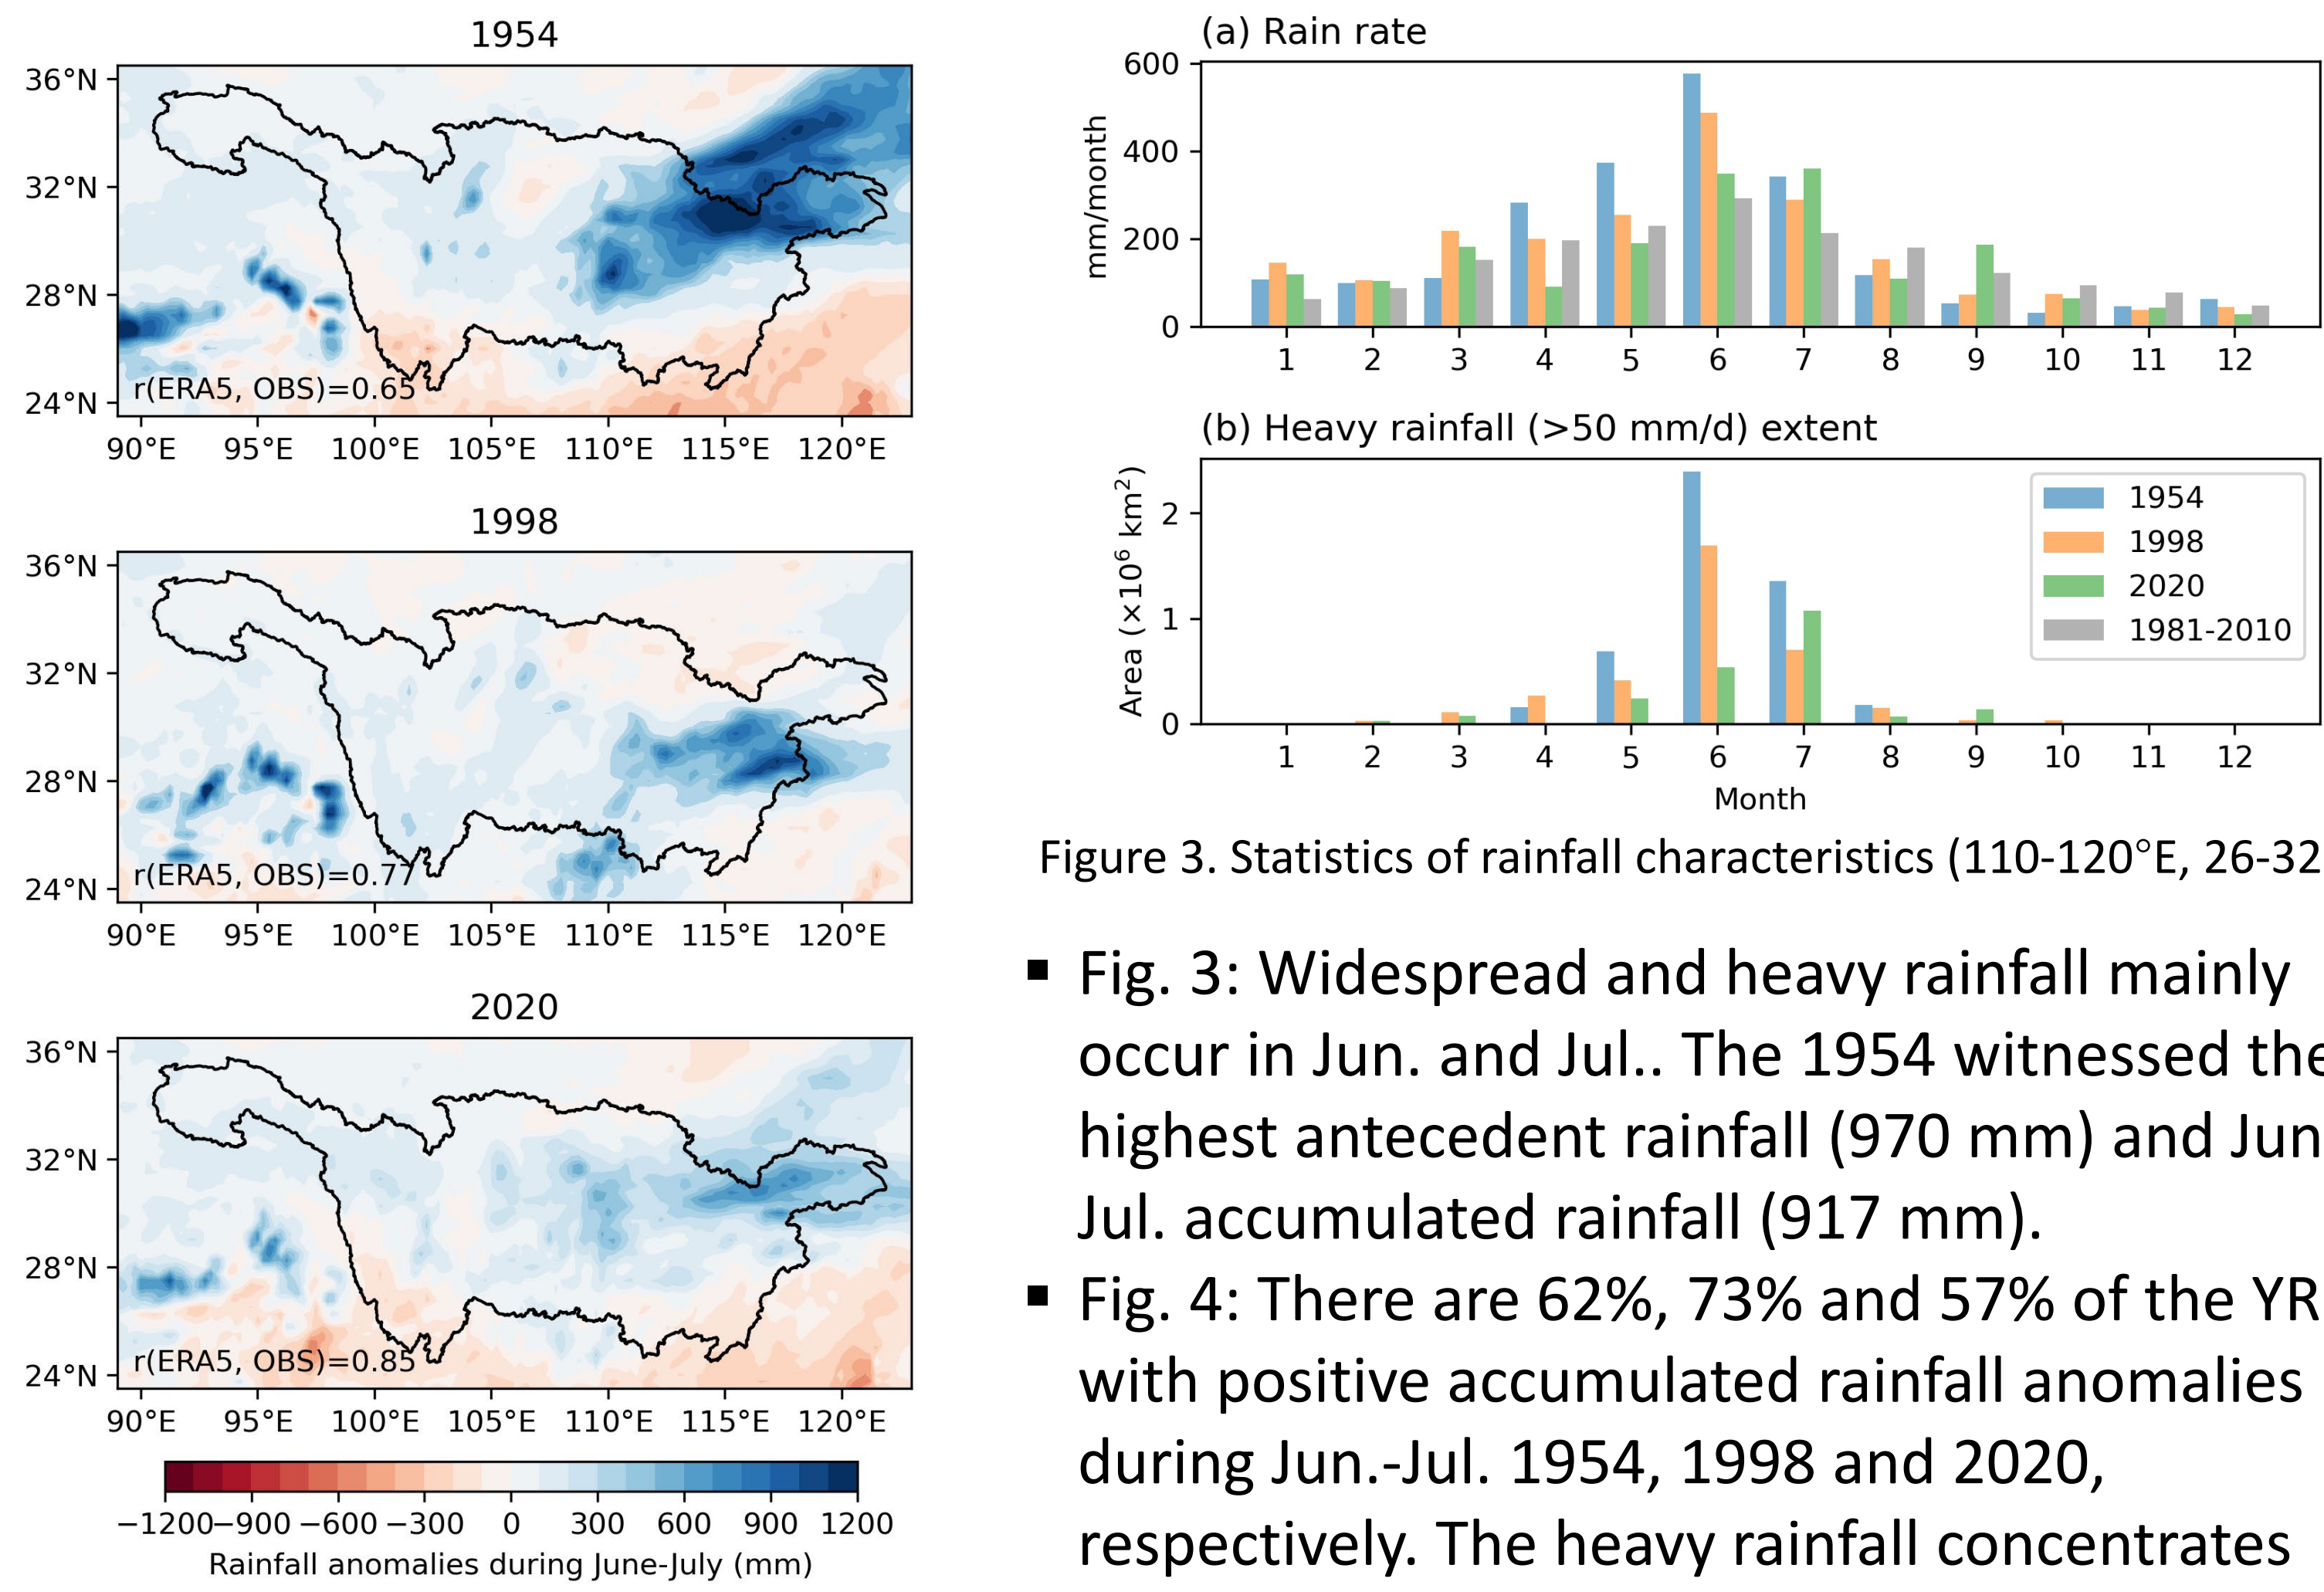 1954
36°N
32°N
28°N
24°N
r(ERA5, OBS)=0.65
90°E 95°E 100°E 105°E 110°E 115°E 120°E
1998
36°N
32°N
28°N
24°N
r(ERA5, OBS)=0.77
90°E 95°E 100°E 105°E 110°E 115°E 120°E
2020
36°N
32°N
28°N
24°N
r(ERA5, OBS)=0.85
90°E 95°E 100°E 105°E 110°E 115°E 120°E
−1200 −900 −600 −300 0 300 600 900 1200
Rainfall anomalies during June-July (mm)
(a) Rain rate
mm/month
600
400
200
0
1 2 3 4 5 6 7 8 9 10 11 12
(b) Heavy rainfall (>50 mm/d) extent
Area (×10⁶ km²)
2
1
0
1954
1998
2020
1981-2010
1 2 3 4 5 6 7 8 9 10 11 12
Month
Figure 3. Statistics of rainfall characteristics (110-120°E, 26-32
▪ Fig. 3: Widespread and heavy rainfall mainly
occur in Jun. and Jul.. The 1954 witnessed the
highest antecedent rainfall (970 mm) and Jun
Jul. accumulated rainfall (917 mm).
▪ Fig. 4: There are 62%, 73% and 57% of the YR
with positive accumulated rainfall anomalies
during Jun.-Jul. 1954, 1998 and 2020,
respectively. The heavy rainfall concentrates